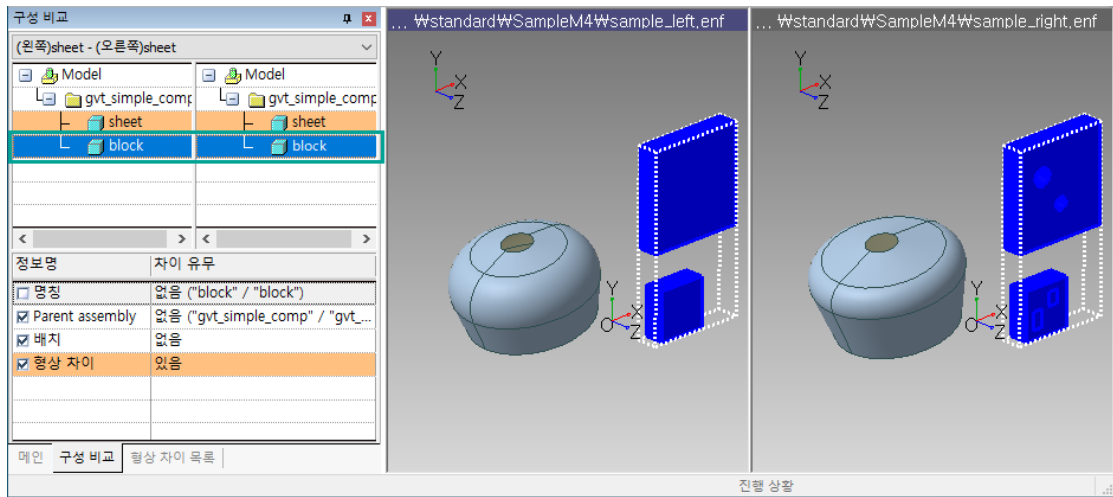 구성 비교
(왼쪽)sheet - (오른쪽)sheet
Model
gvt_simple_comp
sheet
block
Model
gvt_simple_comp
sheet
block
정보명 차이 유무
명칭 없음 ("block" / "block")
Parent assembly 없음 ("gvt_simple_comp" / "gvt_...
배치 없음
형상 차이 있음
메인 구성 비교 형상 차이 목록
... ₩standard₩SampleM4₩sample_left,enf
Y
X
Z
Y
X
O
Z
... ₩standard₩SampleM4₩sample_right,enf
Y
X
Z
Y
X
O
Z
진행 상황